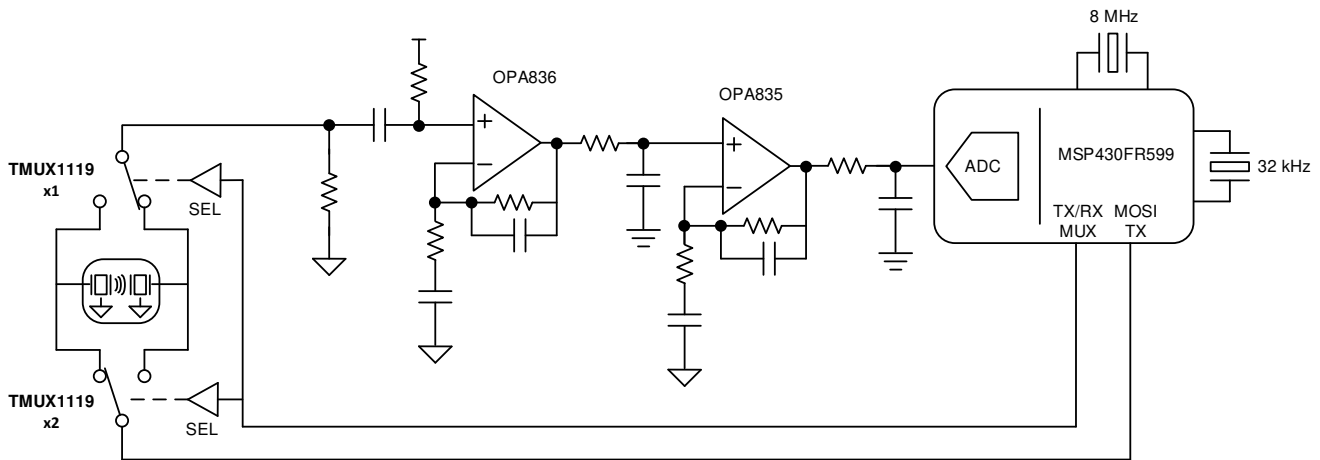 8 MHz
OPA836
OPA835
+
−
+
−
ADC
MSP430FR599
32 kHz
TMUX1119
x1
SEL
TX/RX MOSI
MUX TX
TMUX1119
x2
SEL